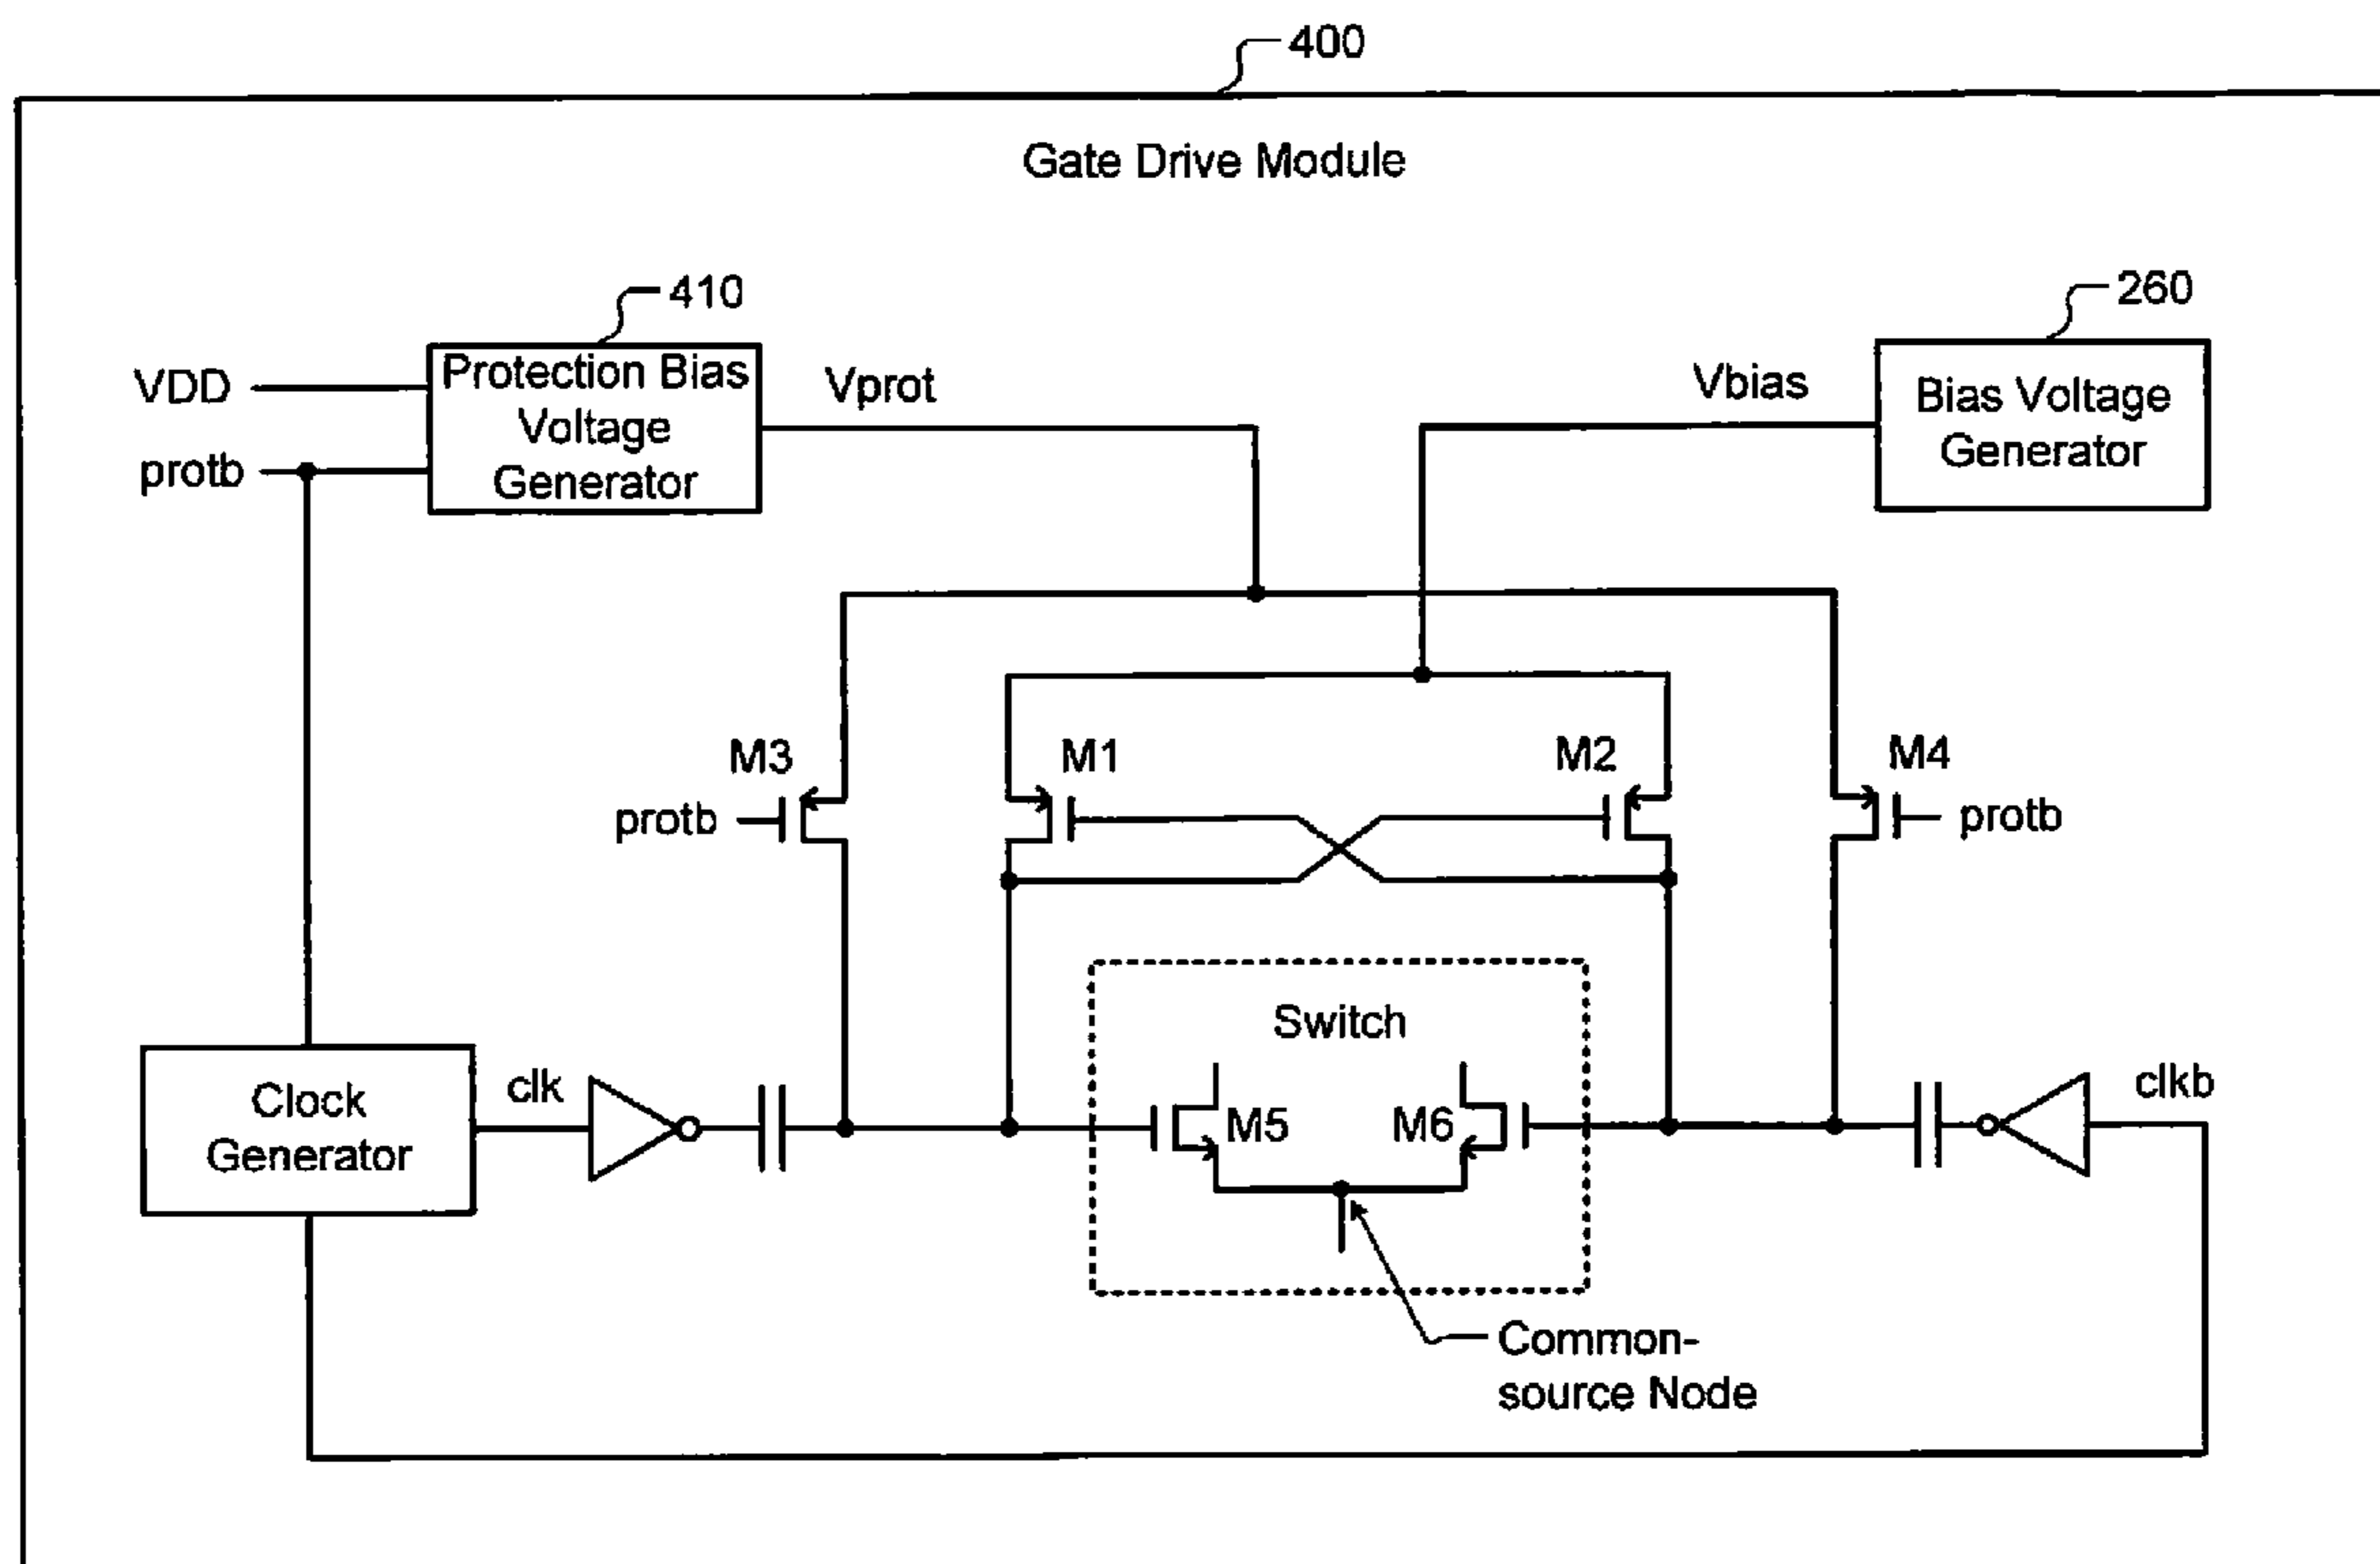 400
Gate Drive Module
410
260
VDD
protb
Protection Bias
Voltage
Generator
Vprot
Vbias
Bias Voltage
Generator
M3
M1
M2
M4
protb
protb
Switch
Clock
Generator
clk
M5
M6
clkb
Common-
source Node